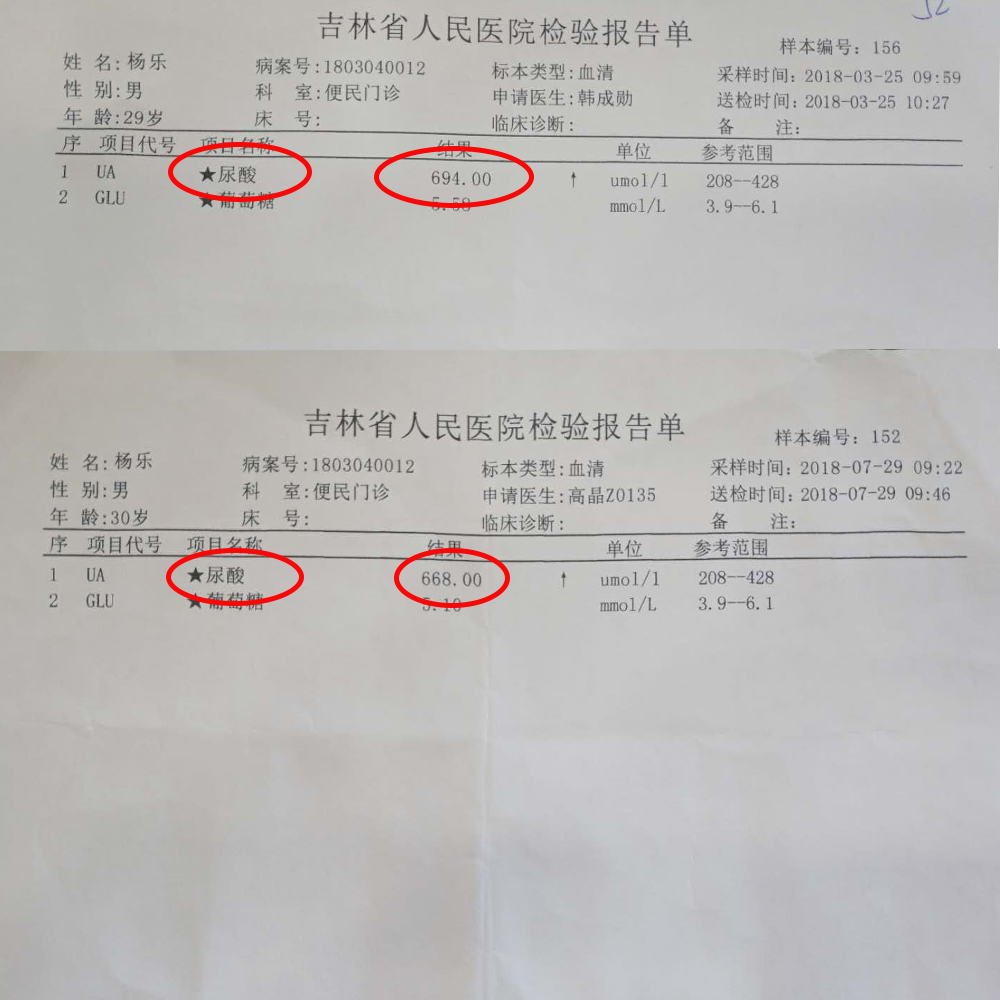 52
吉林省人民医院检验报告单
样本编号: 156
姓 名:杨乐 病案号:1803040012 标本类型:血清 采样时间:2018-03-25 09:59
性 别:男 科 室:便民门诊 申请医生:韩成勋 送检时间:2018-03-25 10:27
年 龄:29岁 床 号: 临床诊断: 备 注:
序 项目代号 项目名称 结果 单位 参考范围
1 UA ★尿酸 694.00 ↑ umol/l 208--428
2 GLU ★葡萄糖 5.58 mmol/L 3.9--6.1
吉林省人民医院检验报告单
样本编号: 152
姓 名:杨乐 病案号:1803040012 标本类型:血清 采样时间:2018-07-29 09:22
性 别:男 科 室:便民门诊 申请医生:高晶Z0135 送检时间:2018-07-29 09:46
年 龄:30岁 床 号: 临床诊断: 备 注:
序 项目代号 项目名称 结果 单位 参考范围
1 UA ★尿酸 668.00 ↑ umol/l 208--428
2 GLU ★葡萄糖 5.10 mmol/L 3.9--6.1